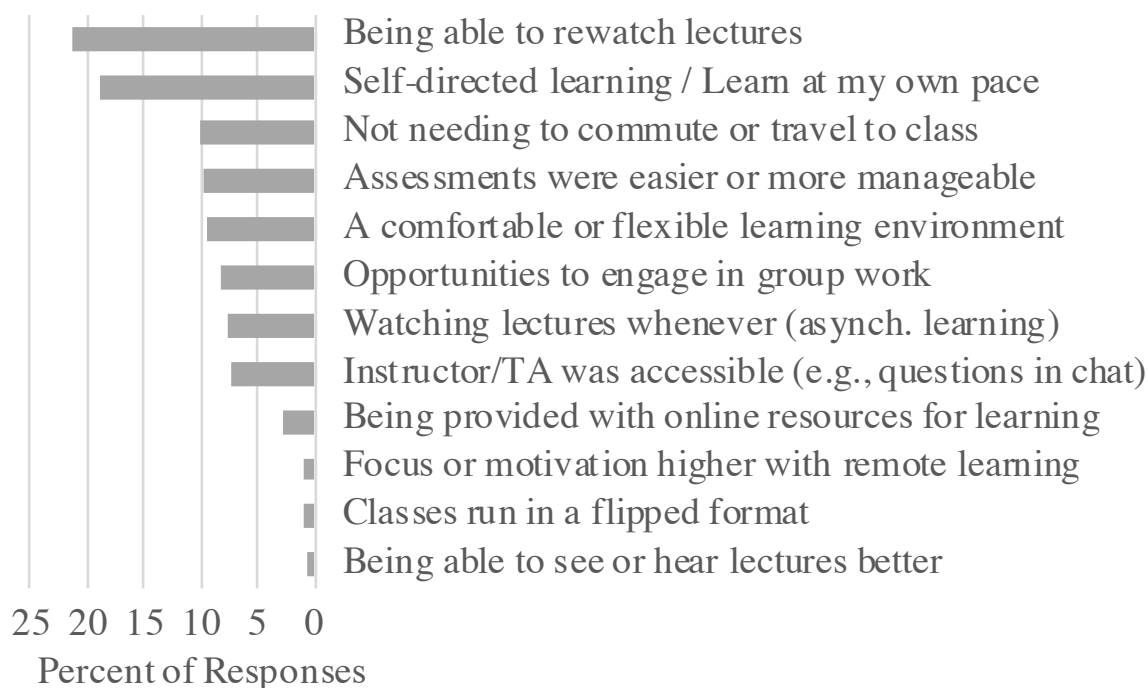 Being able to rewatch lectures
Self-directed learning / Learn at my own pace
Not needing to commute or travel to class
Assessments were easier or more manageable
A comfortable or flexible learning environment
Opportunities to engage in group work
Watching lectures whenever (asynch. learning)
Instructor/TA was accessible (e.g., questions in chat)
Being provided with online resources for learning
Focus or motivation higher with remote learning
Classes run in a flipped format
Being able to see or hear lectures better
25 20 15 10 5 0
Percent of Responses